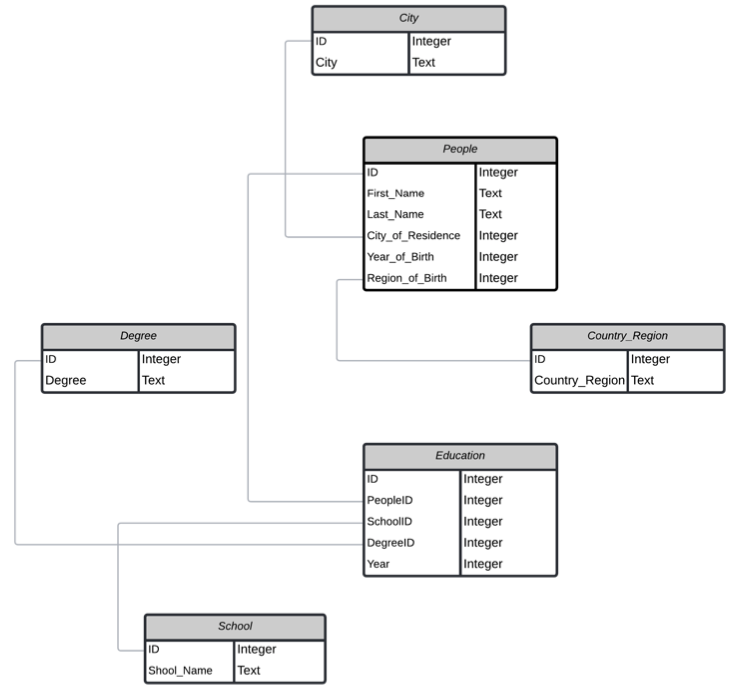 City
ID Integer
City Text
People
ID Integer
First_Name Text
Last_Name Text
City_of_Residence Integer
Year_of_Birth Integer
Region_of_Birth Integer
Degree
ID Integer
Degree Text
Country_Region
ID Integer
Country_Region Text
Education
ID Integer
PeopleID Integer
SchoolID Integer
DegreeID Integer
Year Integer
School
ID Integer
Shool_Name Text